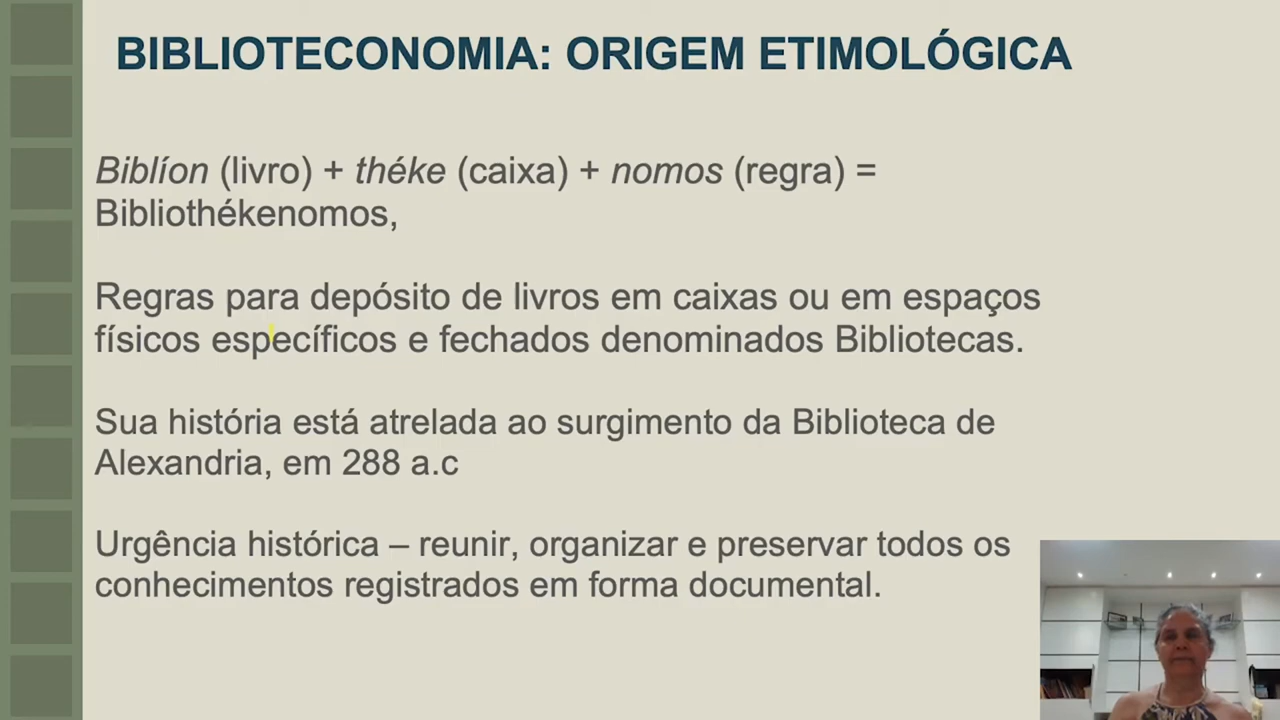 BIBLIOTECONOMIA: ORIGEM ETIMOLÓGICA
Biblíon (livro) + théke (caixa) + nomos (regra) =
Bibliothékenomos,
Regras para depósito de livros em caixas ou em espaços
físicos específicos e fechados denominados Bibliotecas.
Sua história está atrelada ao surgimento da Biblioteca de
Alexandria, em 288 a.c
Urgência histórica – reunir, organizar e preservar todos os
conhecimentos registrados em forma documental.